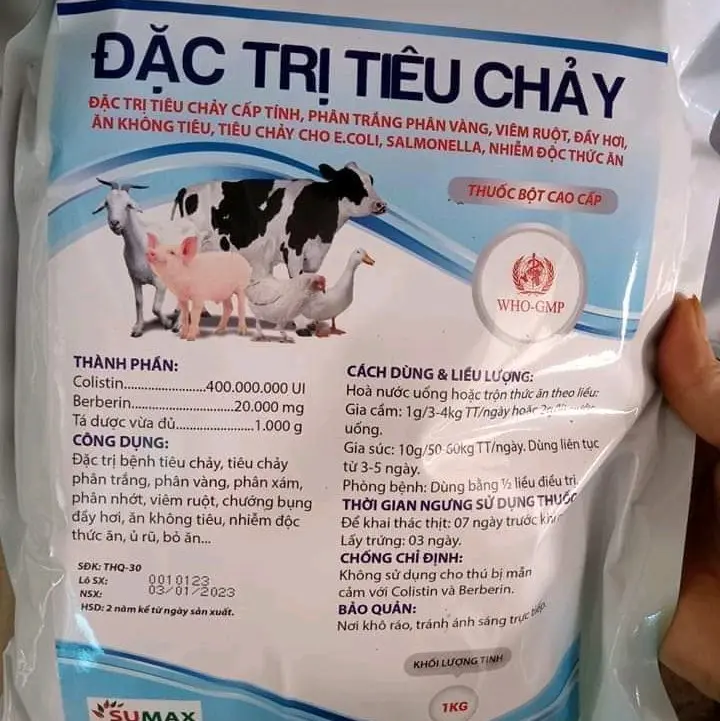 ĐẶC TRỊ TIÊU CHẢY
ĐẶC TRỊ TIÊU CHẢY CẤP TÍNH, PHÂN TRẮNG PHÂN VÀNG, VIÊM RUỘT, ĐẦY HƠI,
ĂN KHÔNG TIÊU, TIÊU CHẢY CHO E.COLI, SALMONELLA, NHIỄM ĐỘC THỨC ĂN
THUỐC BỘT CAO CẤP
WHO-GMP
THÀNH PHẦN:
Colistin........................400.000.000 UI
Berberin................................20.000 mg
Tá dược vừa đủ.......................1.000 g
CÔNG DỤNG:
Đặc trị bệnh tiêu chảy, tiêu chảy
phân trắng, phân vàng, phân xám,
phân nhớt, viêm ruột, chướng bụng
đầy hơi, ăn không tiêu, nhiễm độc
thức ăn, ủ rũ, bỏ ăn...
SĐK: THQ-30
Lô SX: 0010123
NSX: 03/01/2023
HSD: 2 năm kể từ ngày sản xuất.
CÁCH DÙNG & LIỀU LƯỢNG:
Hoà nước uống hoặc trộn thức ăn theo liều:
Gia cầm: 1g/3-4kg TT/ngày hoặc
uống.
Gia súc: 10g/50-60kg TT/ngày. Dùng liên tục
từ 3-5 ngày.
Phòng bệnh: Dùng bằng ½ liều điều trị.
THỜI GIAN NGƯNG SỬ DỤNG THUỐC
Để khai thác thịt: 07 ngày trước
Lấy trứng: 03 ngày.
CHỐNG CHỈ ĐỊNH:
Không sử dụng cho thú bị mẫn
cảm với Colistin và Berberin.
BẢO QUẢN:
Nơi khô ráo, tránh ánh sáng trực tiếp.
KHỐI LƯỢNG TỊNH
1KG
SUMAX